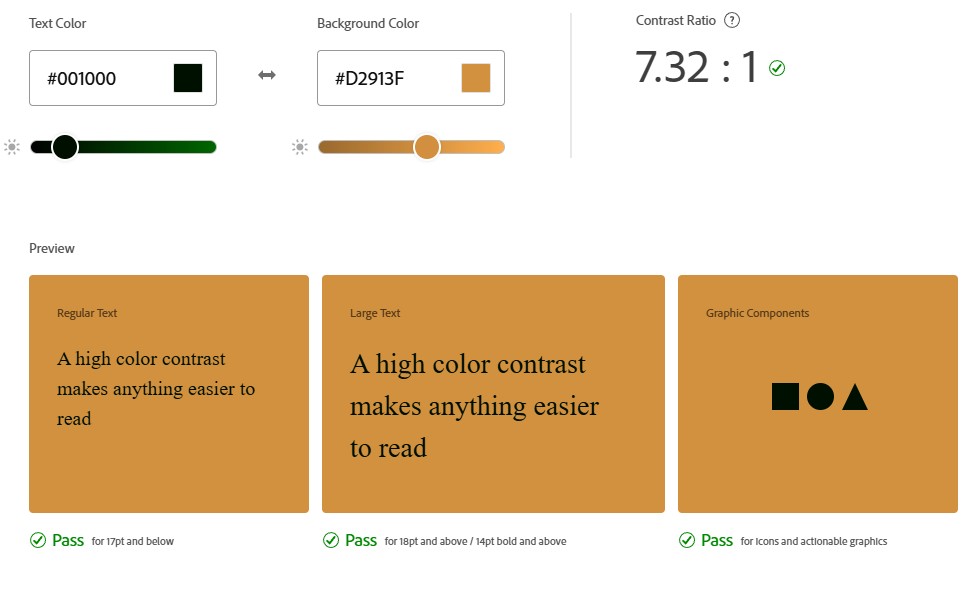 Text Color
Background Color
Contrast Ratio ?
#001000
#D2913F
7.32 : 1
Preview
Regular Text
A high color contrast
makes anything easier to
read
Large Text
A high color contrast
makes anything easier
to read
Graphic Components
Pass for 17pt and below
Pass for 18pt and above / 14pt bold and above
Pass for icons and actionable graphics